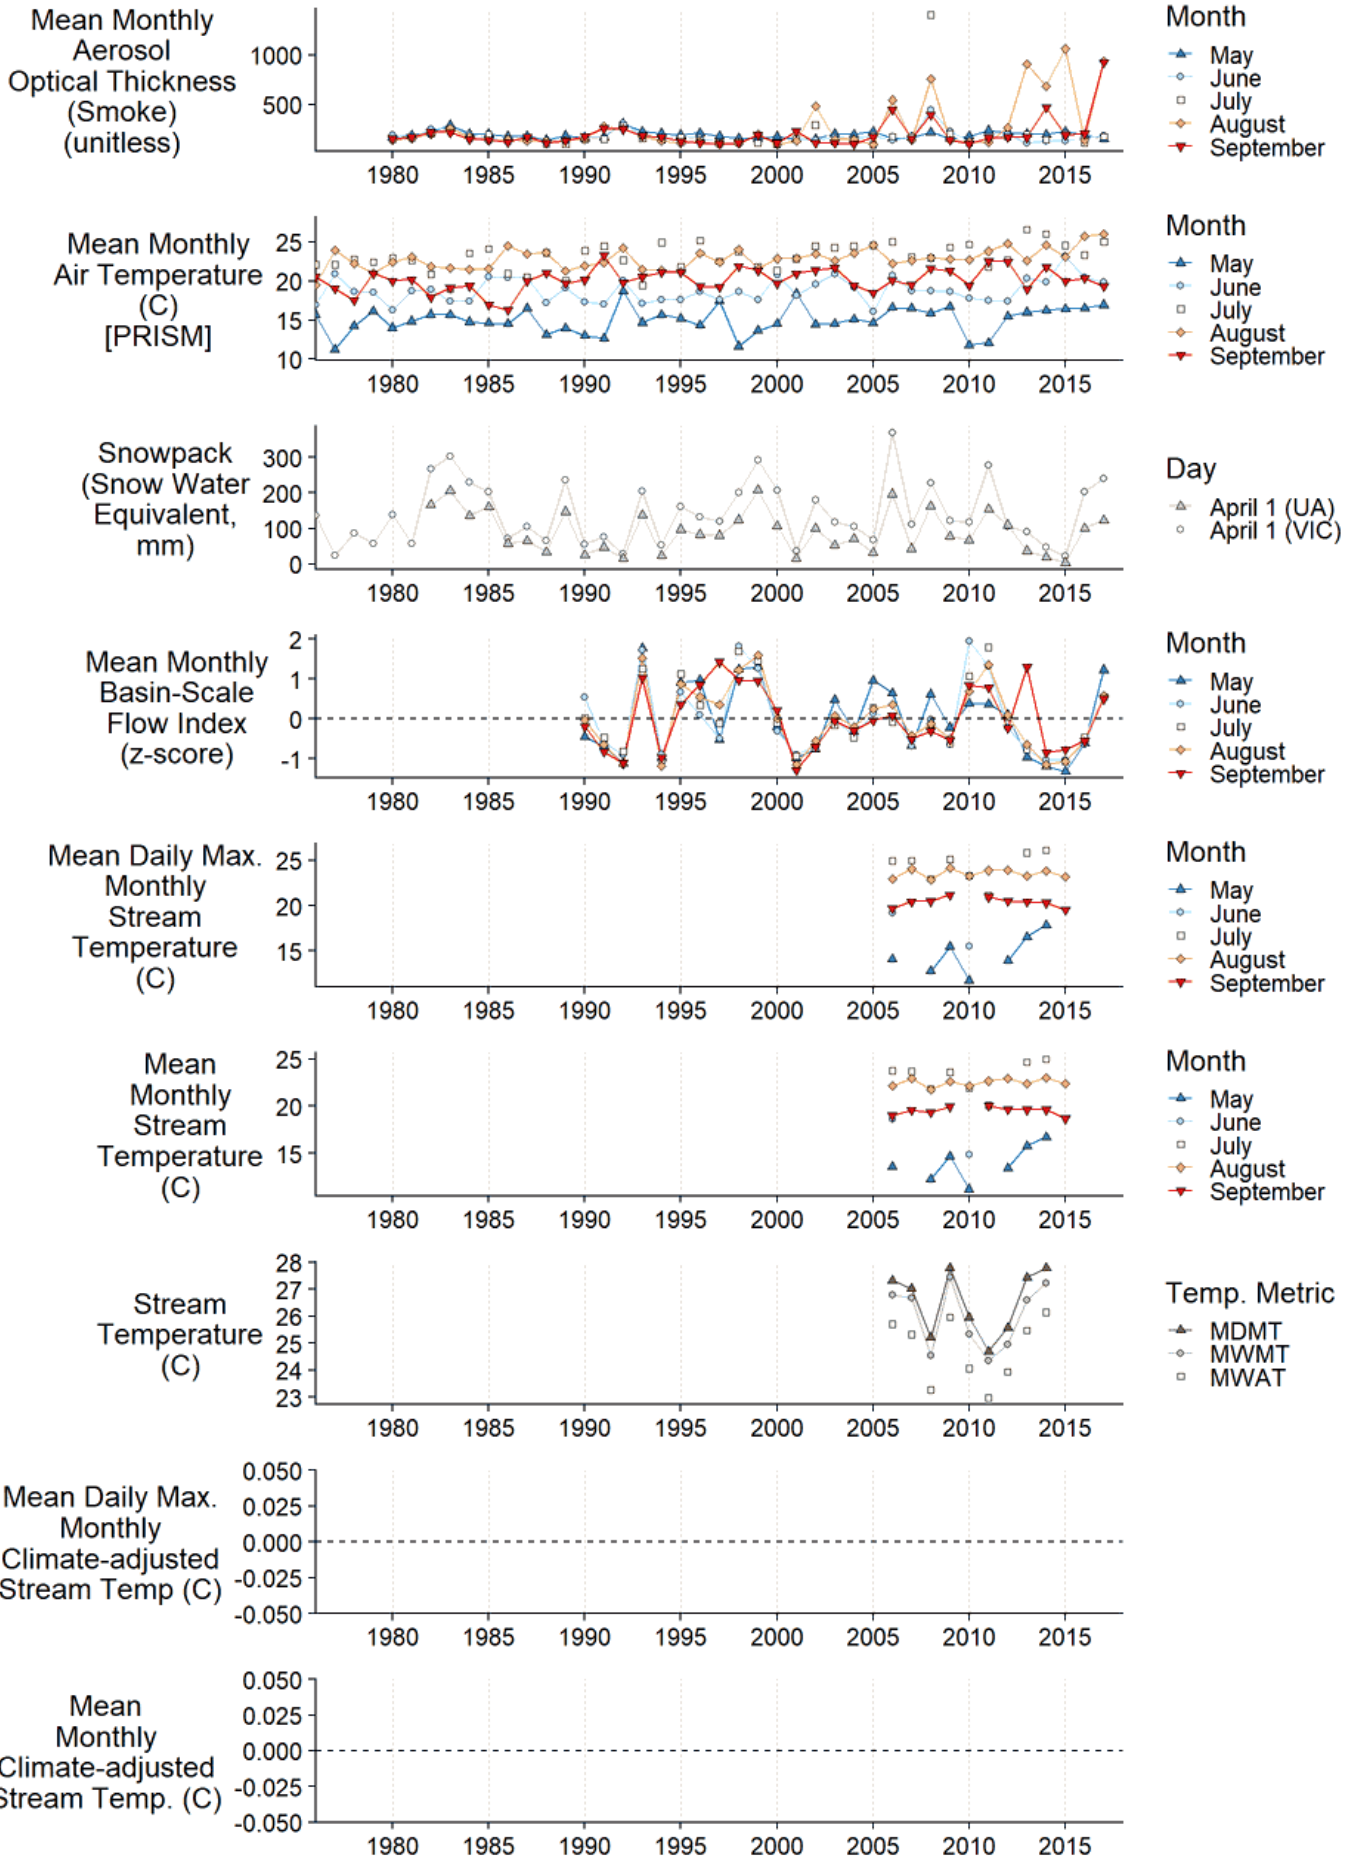 Mean Monthly
Aerosol
Optical Thickness
(Smoke)
(unitless)
1000
500
1980 1985 1990 1995 2000 2005 2010 2015
Month
May
June
July
August
September
Mean Monthly
Air Temperature
(C)
[PRISM]
25
20
15
10
1980 1985 1990 1995 2000 2005 2010 2015
Month
May
June
July
August
September
Snowpack
(Snow Water
Equivalent,
mm)
300
200
100
0
1980 1985 1990 1995 2000 2005 2010 2015
Day
April 1 (UA)
April 1 (VIC)
Mean Monthly
Basin-Scale
Flow Index
(z-score)
2
1
0
-1
1980 1985 1990 1995 2000 2005 2010 2015
Month
May
June
July
August
September
Mean Daily Max.
Monthly
Stream
Temperature
(C)
25
20
15
1980 1985 1990 1995 2000 2005 2010 2015
Month
May
June
July
August
September
Mean
Monthly
Stream
Temperature
(C)
25
20
15
1980 1985 1990 1995 2000 2005 2010 2015
Month
May
June
July
August
September
Stream
Temperature
(C)
28
27
26
25
24
23
1980 1985 1990 1995 2000 2005 2010 2015
Temp. Metric
MDMT
MWMT
MWAT
Mean Daily Max.
Monthly
Climate-adjusted
Stream Temp (C)
0.050
0.025
0.000
-0.025
-0.050
1980 1985 1990 1995 2000 2005 2010 2015
Mean
Monthly
Climate-adjusted
Stream Temp. (C)
0.050
0.025
0.000
-0.025
-0.050
1980 1985 1990 1995 2000 2005 2010 2015